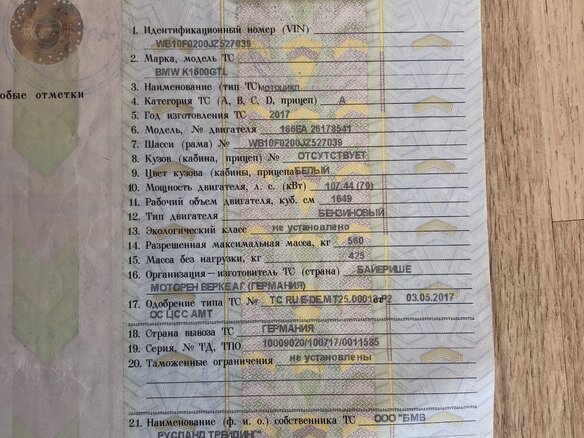 1. Идентификационный номер (VIN)
WB10F0200JZ527039
2. Марка, модель ТС
BMW K1600GTL
обые отметки
3. Наименование (тип ТС) мотоцикл
4. Категория ТС (A, B, C, D, прицеп) A
5. Год изготовления ТС 2017
6. Модель, № двигателя 166EA 26178541
7. Шасси (рама) № WB10F0200JZ527039
8. Кузов (кабина, прицеп) № ОТСУТСТВУЕТ
9. Цвет кузова (кабины, прицепа) БЕЛЫЙ
10. Мощность двигателя, л. с. (кВт) 107.44 (79)
11. Рабочий объем двигателя, куб. см 1649
12. Тип двигателя БЕНЗИНОВЫЙ
13. Экологический класс не установлено
14. Разрешенная максимальная масса, кг 560
15. Масса без нагрузки, кг 425
16. Организация—изготовитель ТС (страна) БАЙЕРИШЕ
МОТОРЕН ВЕРКЕ АГ (ГЕРМАНИЯ)
17. Одобрение типа ТС № ТС RU E-DE.MT25. 03.05.2017
ОС ЦСС АМТ
18. Страна вывоза ТС ГЕРМАНИЯ
19. Серия, № ТД, ТПО 10009020/100717/0011585
20. Таможенные ограничения не установлены
21. Наименование (ф. и. о.) собственника ТС ООО "БМВ
РУСЛАНД ТРЕЙДИНГ"